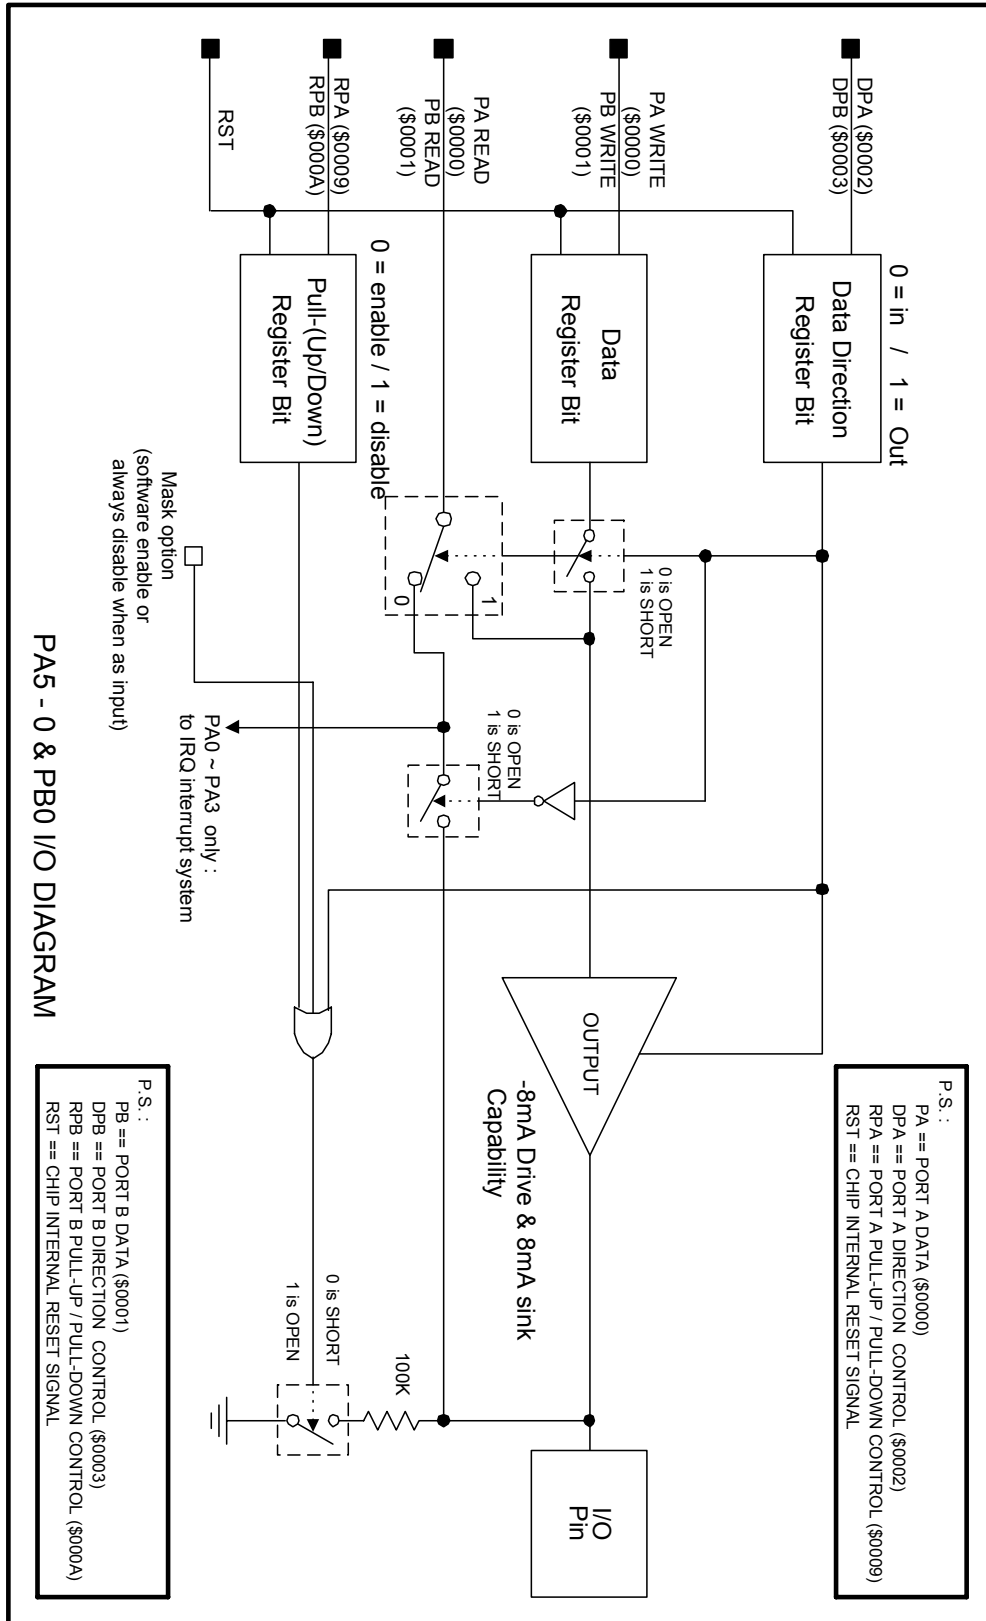 DPA ($0002)
DPB ($0003)
PA WRITE
($0000)
PB WRITE
($0001)
PA READ
($0000)
PB READ
($0001)
RPA ($0009)
RPB ($000A)
RST
0 = in / 1 = Out
Data Direction
Register Bit
Data
Register Bit
0 = enable / 1 = disable
Pull-(Up/Down)
Register Bit
0 is OPEN
1 is SHORT
1
0
Mask option
(software enable or
always disable when as input)
0 is OPEN
1 is SHORT
PA0 ~ PA3 only :
to IRQ interrupt system
OUTPUT
-8mA Drive & 8mA sink
Capability
0 is SHORT
1 is OPEN
100K
I/O
Pin
P.S. :
PA == PORT A DATA ($0000)
DPA == PORT A DIRECTION CONTROL ($0002)
RPA == PORT A PULL-UP / PULL-DOWN CONTROL ($0009)
RST == CHIP INTERNAL RESET SIGNAL
P.S. :
PB == PORT B DATA ($0001)
DPB == PORT B DIRECTION CONTROL ($0003)
RPB == PORT B PULL-UP / PULL-DOWN CONTROL ($000A)
RST == CHIP INTERNAL RESET SIGNAL
PA5 - 0 & PB0 I/O DIAGRAM